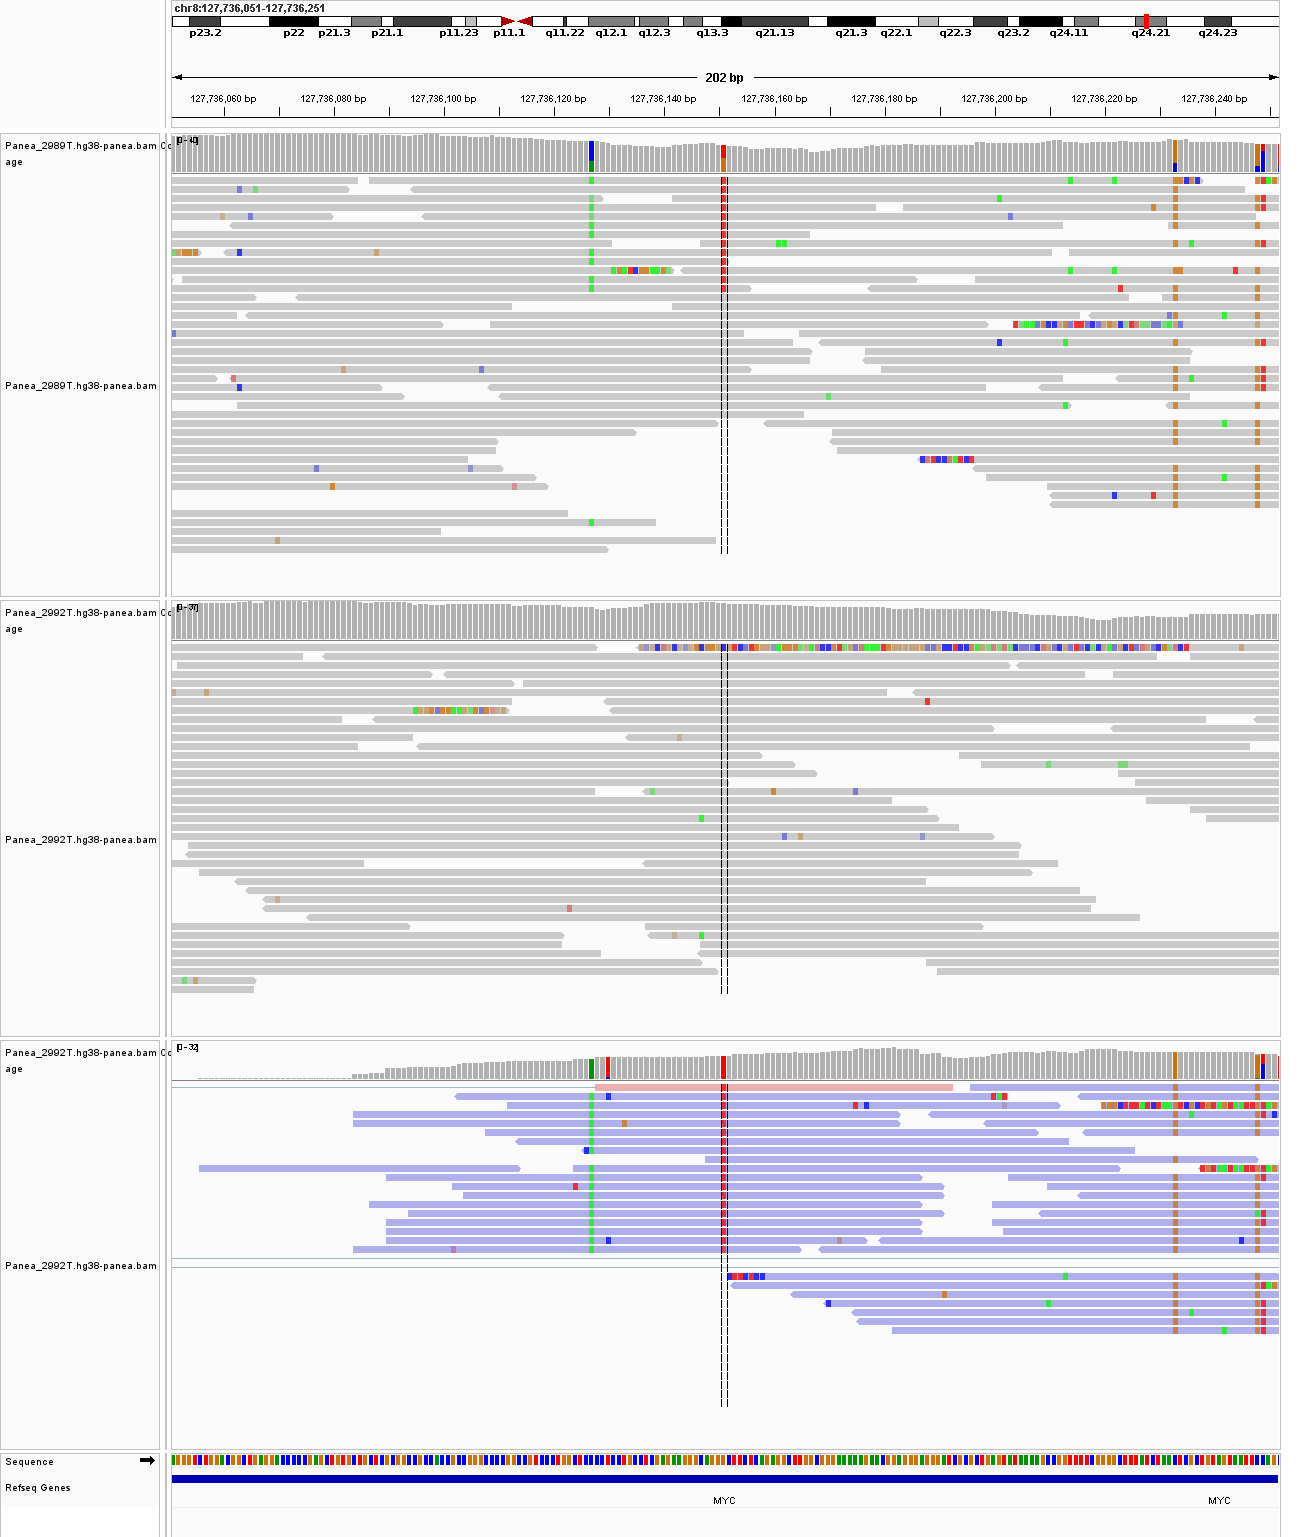 chr8:127,736,051-127,736,251
p23.2 p22 p21.3 p21.1 p11.23 p11.1 q11.22 q12.1 q12.3 q13.3 q21.13 q21.3 q22.1 q22.3 q23.2 q24.11 q24.21 q24.23
202 bp
127,736,060 bp 127,736,080 bp 127,736,100 bp 127,736,120 bp 127,736,140 bp 127,736,160 bp 127,736,180 bp 127,736,200 bp 127,736,220 bp 127,736,240 bp
Panea_2989T.hg38-panea.bam Co
age
[0 - 40]
Panea_2989T.hg38-panea.bam
Panea_2992T.hg38-panea.bam Co
age
[0 - 37]
Panea_2992T.hg38-panea.bam
Panea_2992T.hg38-panea.bam Co
age
[0 - 32]
Panea_2992T.hg38-panea.bam
Sequence
Refseq Genes
MYC MYC